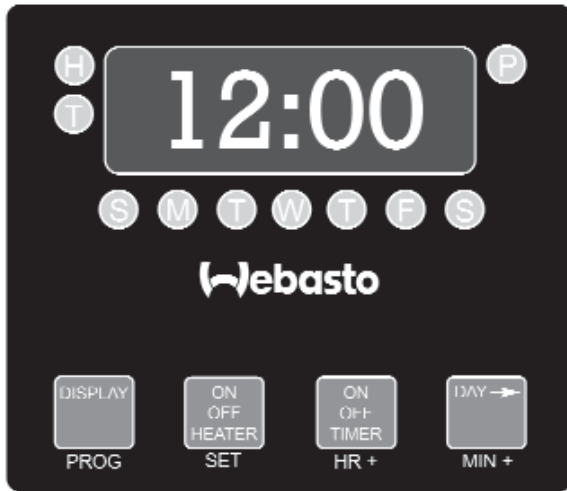 H
12:00
P
T
S M T W T F S
Webasto
DISPLAY
ON
OFF
HEATER
ON
OFF
TIMER
DAY
PROG
SET
HR +
MIN +